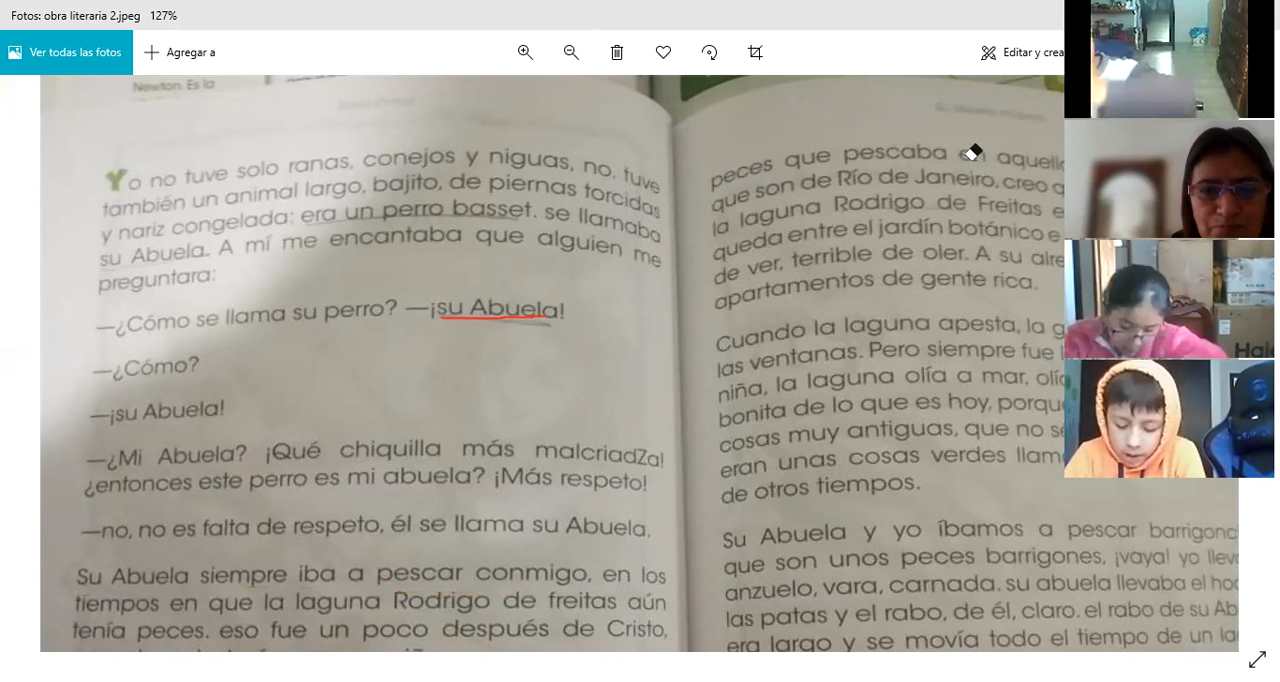 Fotos: obra literaria 2.jpeg 127%
Ver todas las fotos
Agregar a
Editar y crea
Newton. Es la
Yo no tuve solo ranas, conejos y niguas, no, tuve
también un animal largo, bajito, de piernas torcidas
y nariz congelada: era un perro basset. se llamaba
su Abuela. A mí me encantaba que alguien me
preguntara:
—¿Cómo se llama su perro? —¡su Abuela!
—¿Cómo?
—¡su Abuela!
—¿Mi Abuela? ¡Qué chiquilla más malcriadZa!
¿entonces este perro es mi abuela? ¡Más respeto!
—no, no es falta de respeto, él se llama su Abuela.
Su Abuela siempre iba a pescar conmigo, en los
tiempos en que la laguna Rodrigo de freitas aún
tenía peces. eso fue un poco después de Cristo,
peces que pescaba en aquell
que son de Río de Janeiro, creo q
la laguna Rodrigo de Freitas e
queda entre el jardín botánico e
de ver, terrible de oler. A su alre
apartamentos de gente rica.
Cuando la laguna apesta, la g
las ventanas. Pero siempre fue l
niña, la laguna olía a mar, olí
bonita de lo que es hoy, porqu
cosas muy antiguas, que no s
eran unas cosas verdes llam
de otros tiempos.
Su Abuela y yo íbamos a pescar barrigon
que son unos peces barrigones, ¡vaya! yo llev
anzuelo, vara, carnada. su abuela llevaba el ho
las patas y el rabo, de él, claro. el rabo de su Ab
era largo y se movía todo el tiempo de un la
Hai